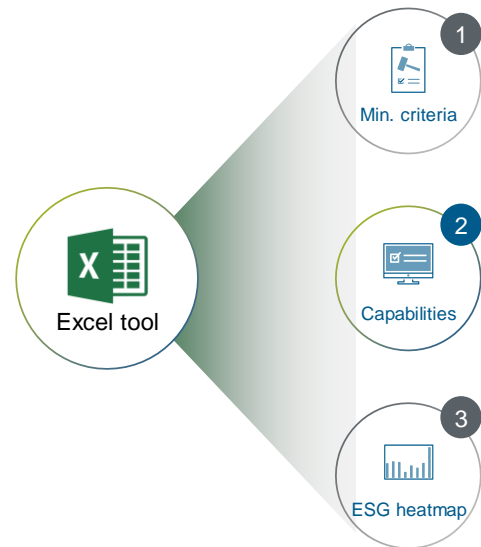 1
Min. criteria
X
Excel tool
2
Capabilities
3
ESG heatmap